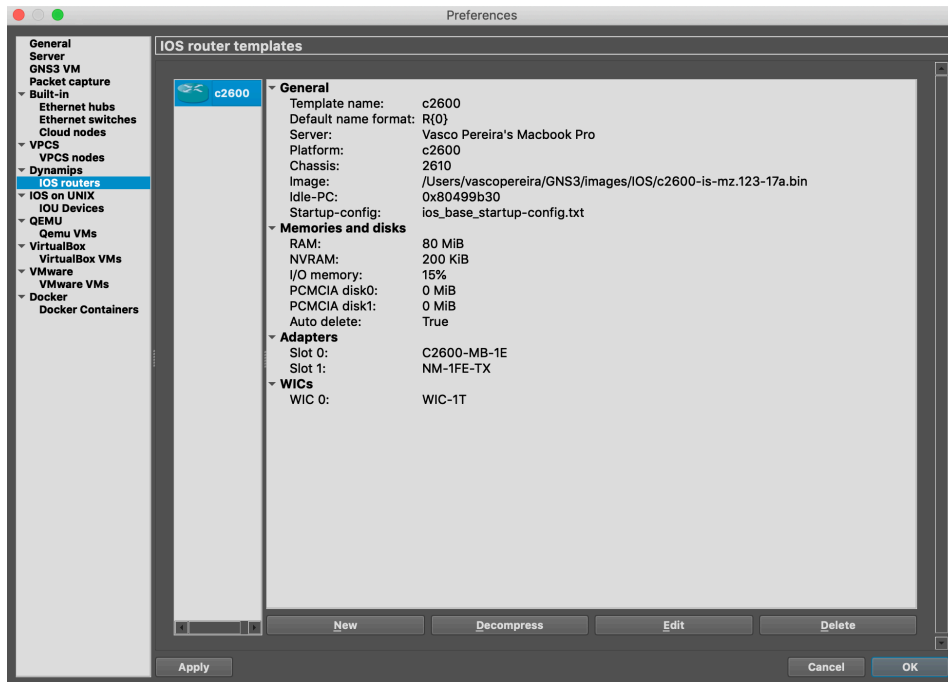 Preferences
General
Server
GNS3 VM
Packet capture
Built-in
Ethernet hubs
Ethernet switches
Cloud nodes
VPCS
VPCS nodes
Dynamips
IOS routers
IOS on UNIX
IOU Devices
QEMU
Qemu VMs
VirtualBox
VirtualBox VMs
VMware
VMware VMs
Docker
Docker Containers
IOS router templates
c2600
General
Template name: c2600
Default name format: R{0}
Server: Vasco Pereira's Macbook Pro
Platform: c2600
Chassis: 2610
Image: /Users/vascopereira/GNS3/images/IOS/c2600-is-mz.123-17a.bin
Idle-PC: 0x80499b30
Startup-config: ios_base_startup-config.txt
Memories and disks
RAM: 80 MiB
NVRAM: 200 KiB
I/O memory: 15%
PCMCIA disk0: 0 MiB
PCMCIA disk1: 0 MiB
Auto delete: True
Adapters
Slot 0: C2600-MB-1E
Slot 1: NM-1FE-TX
WICs
WIC 0: WIC-1T
New Decompress Edit Delete
Apply Cancel OK